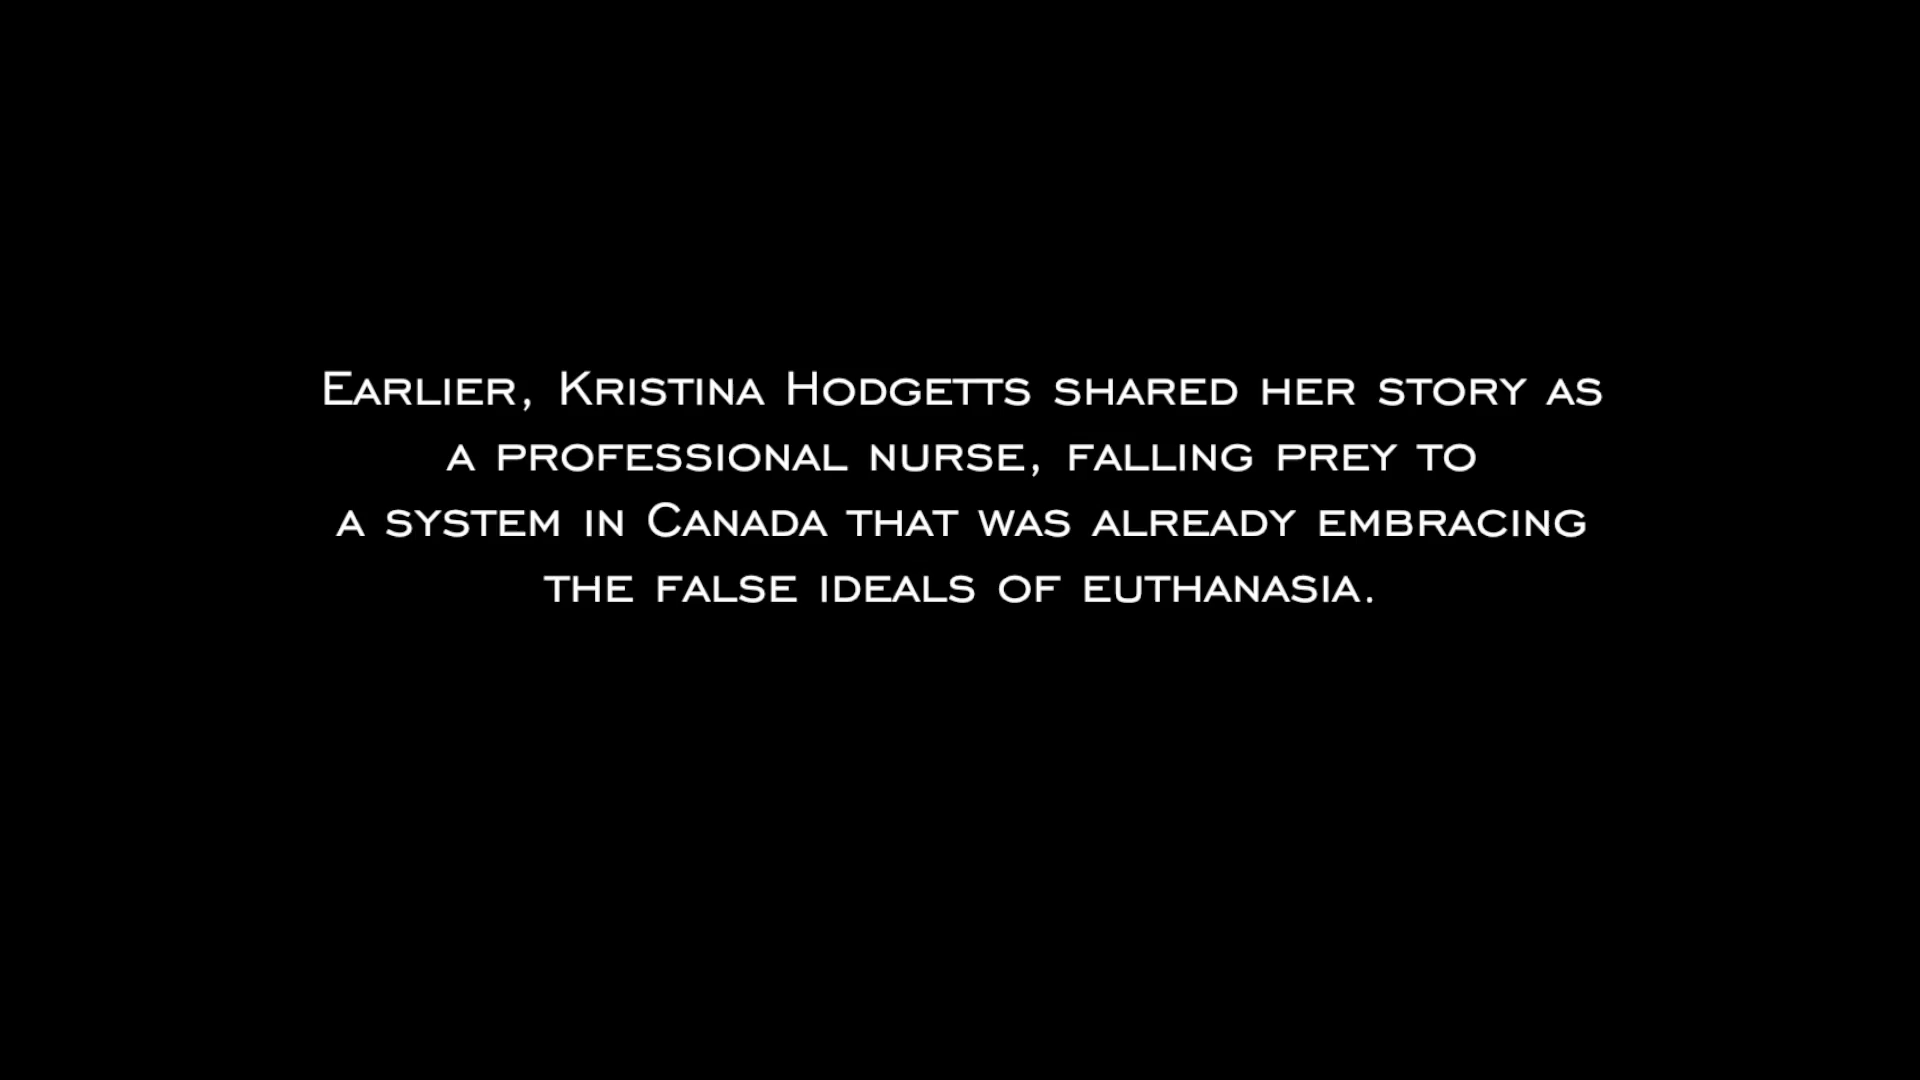 Earlier, Kristina Hodgetts shared her story as
a professional nurse, falling prey to
a system in Canada that was already embracing
the false ideals of euthanasia.